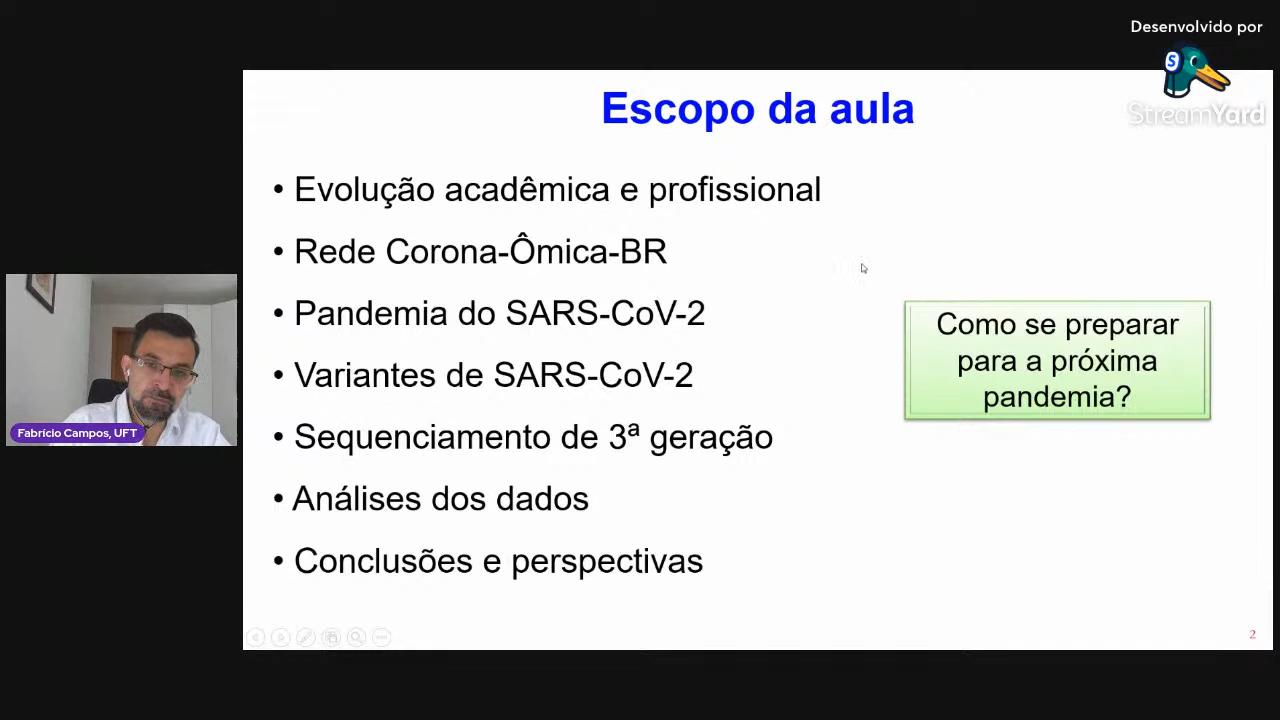 Desenvolvido por
S
StreamYard
Escopo da aula
• Evolução acadêmica e profissional
• Rede Corona-Ômica-BR
• Pandemia do SARS-CoV-2
• Variantes de SARS-CoV-2
• Sequenciamento de 3ª geração
• Análises dos dados
• Conclusões e perspectivas
Como se preparar
para a próxima
pandemia?
Fabrício Campos, UFT
2